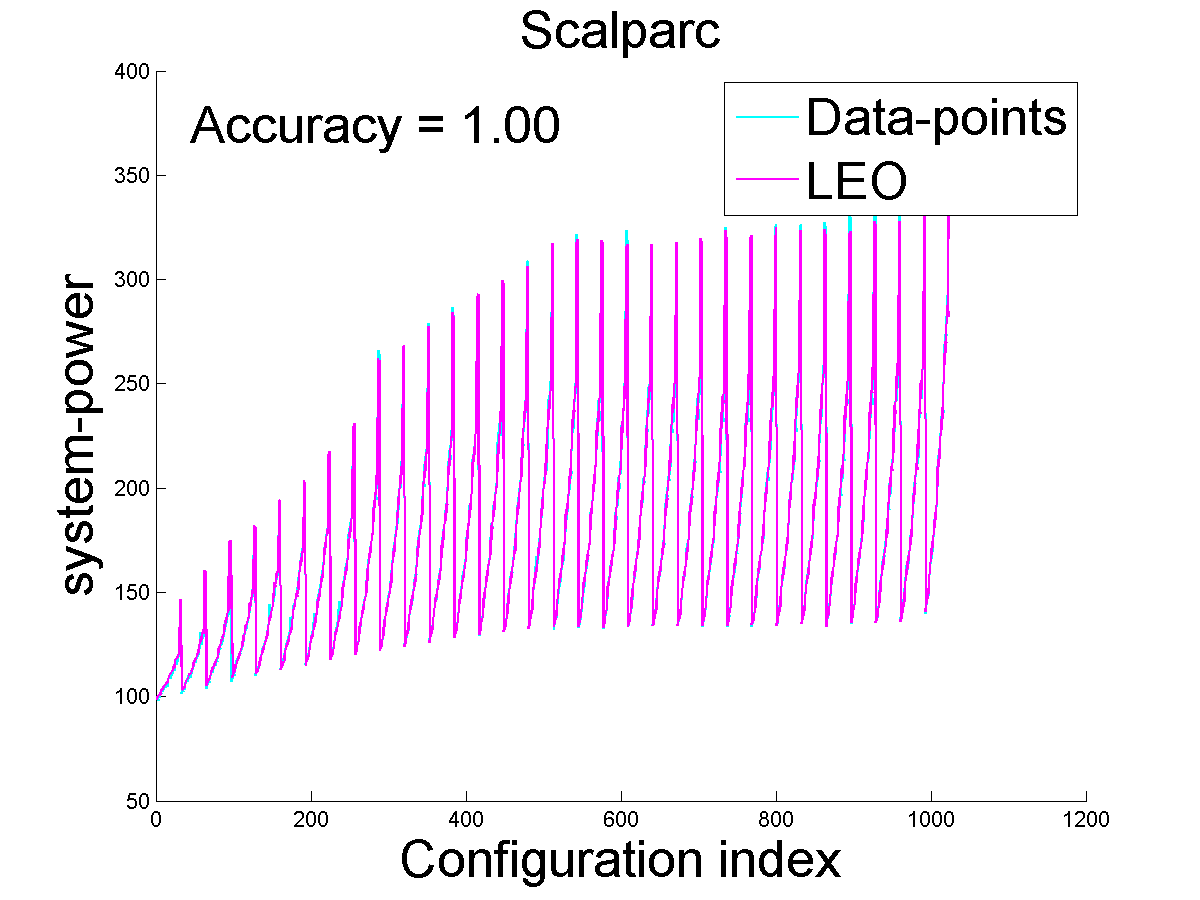 Scalparc
400
Accuracy = 1.00
Data-points
LEO
350
300
250
200
150
100
50
system-power
0 200 400 600 800 1000 1200
Configuration index